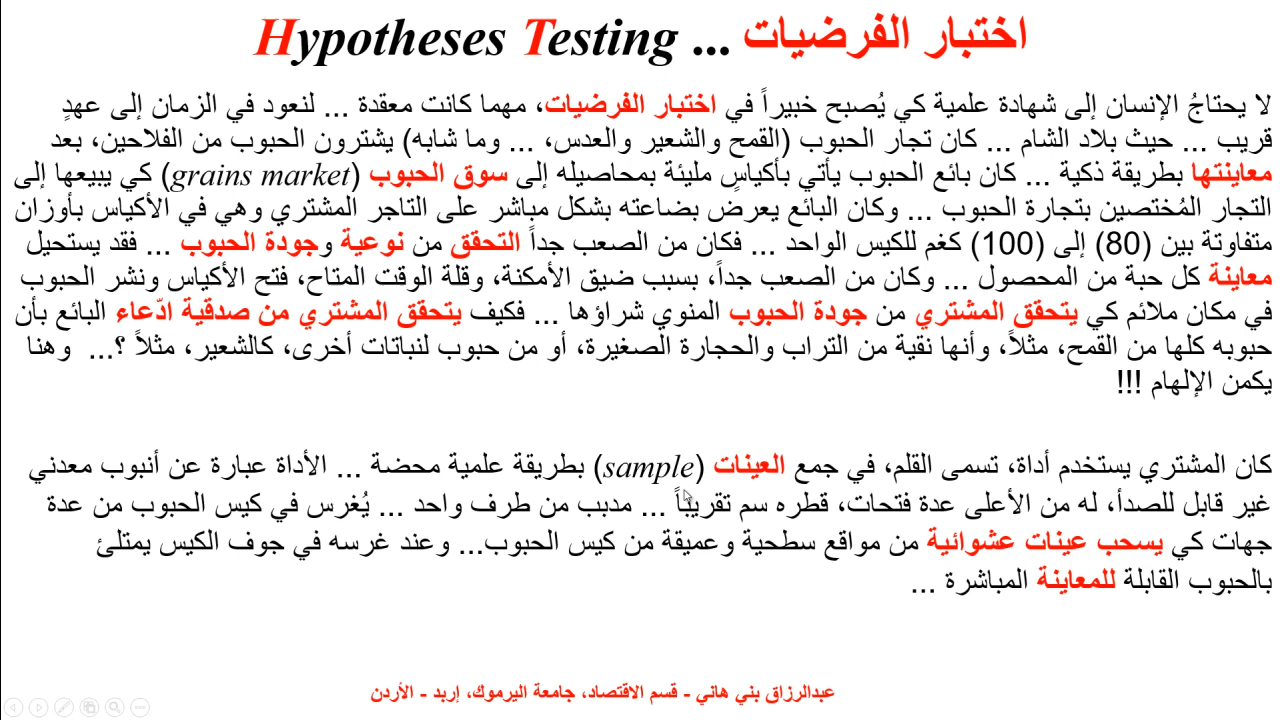 اختبار الفرضيات ... Hypotheses Testing
لا يحتاجُ الإنسان إلى شهادة علمية كي يُصبح خبيراً في اختبار الفرضيات، مهما كانت معقدة ... لنعود في الزمان إلى عهدٍ
قريب ... حيث بلاد الشام ... كان تجار الحبوب (القمح والشعير والعدس، ... وما شابه) يشترون الحبوب من الفلاحين، بعد
معاينتها بطريقة ذكية ... كان بائع الحبوب يأتي بأكياسٍ مليئة بمحاصيله إلى سوق الحبوب (grains market) كي يبيعها إلى
التجار المُختصين بتجارة الحبوب ... وكان البائع يعرض بضاعته بشكل مباشر على التاجر المشتري وهي في الأكياس بأوزان
متفاوتة بين (80) إلى (100) كغم للكيس الواحد ... فكان من الصعب جداً التحقق من نوعية وجودة الحبوب ... فقد يستحيل
معاينة كل حبة من المحصول ... وكان من الصعب جداً، بسبب ضيق الأمكنة، وقلة الوقت المتاح، فتح الأكياس ونشر الحبوب
في مكان ملائم كي يتحقق المشتري من جودة الحبوب المنوي شراؤها ... فكيف يتحقق المشتري من صدقية ادّعاء البائع بأن
حبوبه كلها من القمح، مثلاً، وأنها نقية من التراب والحجارة الصغيرة، أو من حبوب لنباتات أخرى، كالشعير، مثلاً ؟... وهنا
يكمن الإلهام !!!
كان المشتري يستخدم أداة، تسمى القلم، في جمع العينات (sample) بطريقة علمية محضة ... الأداة عبارة عن أنبوب معدني
غير قابل للصدأ، له من الأعلى عدة فتحات، قطره سم تقريباً ... مدبب من طرف واحد ... يُغرس في كيس الحبوب من عدة
جهات كي يسحب عينات عشوائية من مواقع سطحية وعميقة من كيس الحبوب... وعند غرسه في جوف الكيس يمتلئ
بالحبوب القابلة للمعاينة المباشرة ...
عبدالرزاق بني هاني - قسم الاقتصاد، جامعة اليرموك، إربد - الأردن